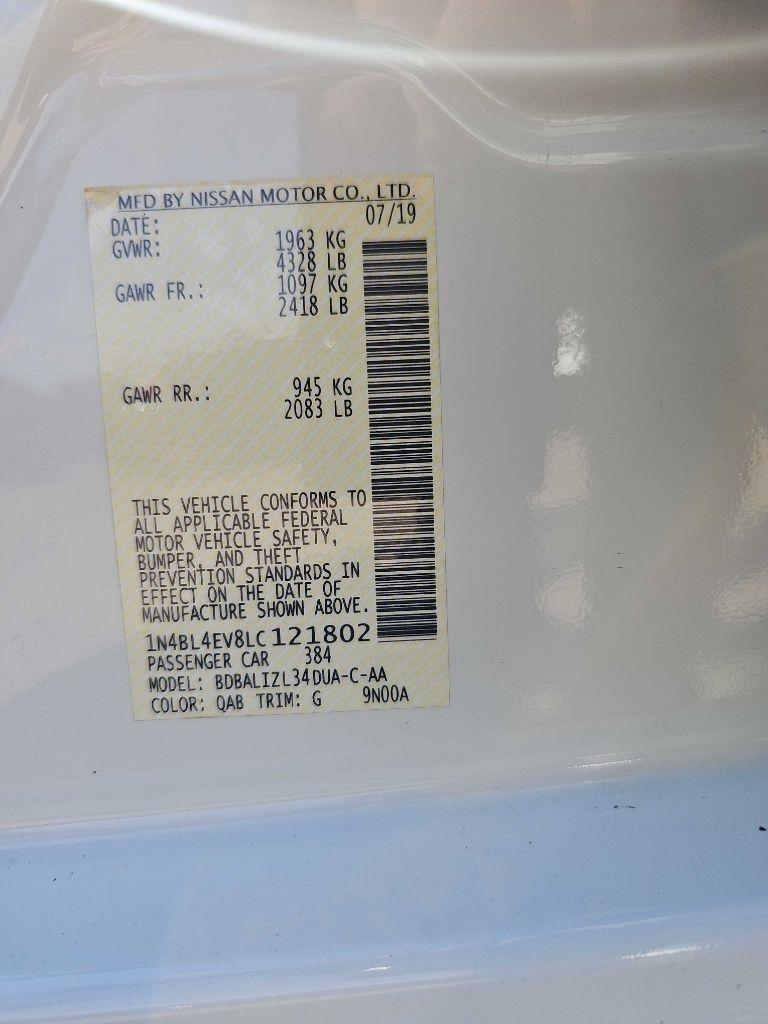 MFD BY NISSAN MOTOR CO., LTD.
DATE: 07/19
GVWR: 1963 KG
4328 LB
GAWR FR.: 1097 KG
2418 LB
GAWR RR.: 945 KG
2083 LB
THIS VEHICLE CONFORMS TO
ALL APPLICABLE FEDERAL
MOTOR VEHICLE SAFETY,
BUMPER, AND THEFT
PREVENTION STANDARDS IN
EFFECT ON THE DATE OF
MANUFACTURE SHOWN ABOVE.
1N4BL4EV8LC121802
PASSENGER CAR 384
MODEL: BDBALIZL34DUA-C-AA
COLOR: QAB TRIM: G 9N00A